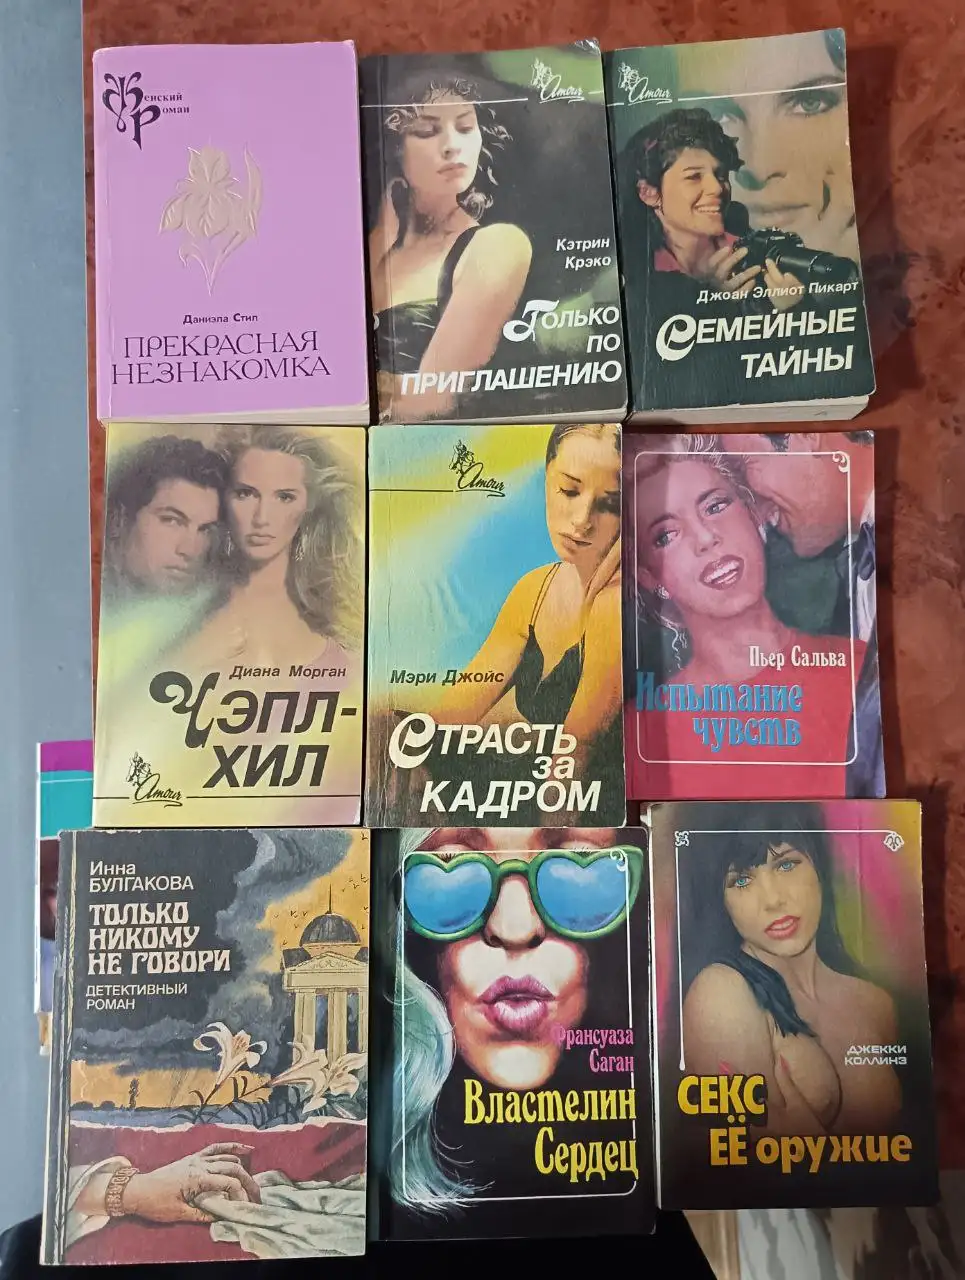 Женский
Роман
Даниэла Стил
ПРЕКРАСНАЯ
НЕЗНАКОМКА
Amour
Кэтрин
Крэко
Только
по
приглашению
Amour
Джоан Эллиот Пикарт
Семейные
тайны
Диана Морган
Чэпл-
хил
Amour
Amour
Мэри Джойс
Страсть
за
кадром
Пьер Сальва
Испытание
чувств
Инна
БУЛГАКОВА
ТОЛЬКО
НИКОМУ
НЕ ГОВОРИ
ДЕТЕКТИВНЫЙ
РОМАН
Франсуаза
Саган
Властелин
Сердец
ДЖЕККИ
КОЛЛИНЗ
СЕКС
ЕЁ оружие